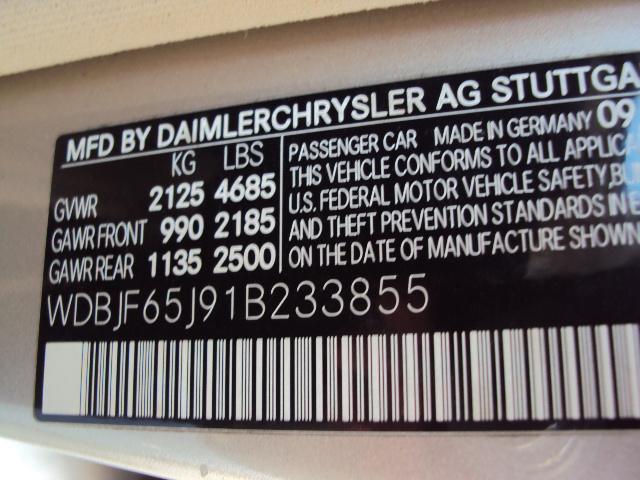 MFD BY DAIMLERCHRYSLER AG STUTTGA
KG LBS
GVWR 2125 4685
GAWR FRONT 990 2185
GAWR REAR 1135 2500
PASSENGER CAR MADE IN GERMANY 09
THIS VEHICLE CONFORMS TO ALL APPLICA
U.S. FEDERAL MOTOR VEHICLE SAFETY, BU
AND THEFT PREVENTION STANDARDS IN E
ON THE DATE OF MANUFACTURE SHOWN
WDBJF65J91B233855